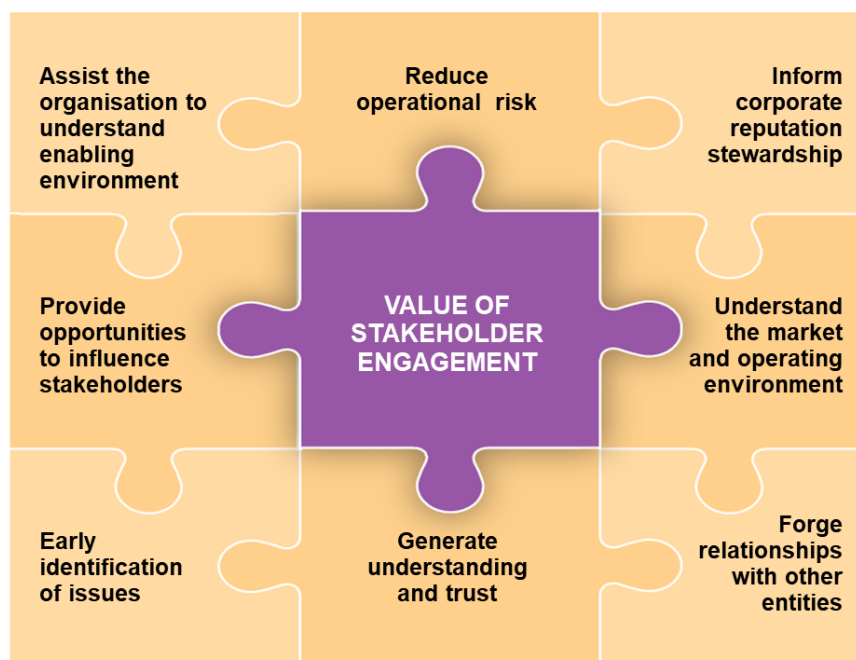 Assist the
organisation to
understand
enabling
environment
Reduce
operational risk
Inform
corporate
reputation
stewardship
Provide
opportunities
to influence
stakeholders
VALUE OF
STAKEHOLDER
ENGAGEMENT
Understand
the market
and operating
environment
Early
identification
of issues
Generate
understanding
and trust
Forge
relationships
with other
entities